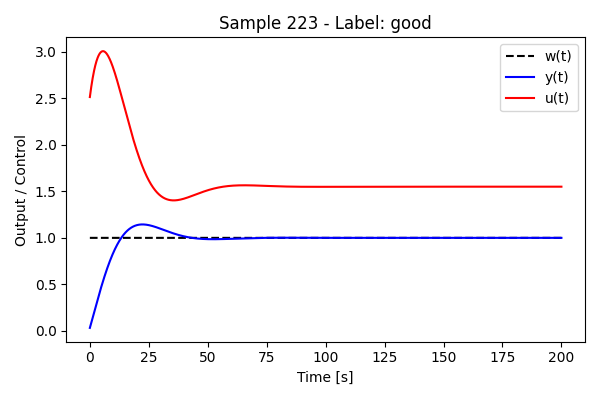 Sample 223 - Label: good
w(t)
y(t)
u(t)
Output / Control
3.0
2.5
2.0
1.5
1.0
0.5
0.0
0 25 50 75 100 125 150 175 200
Time [s]